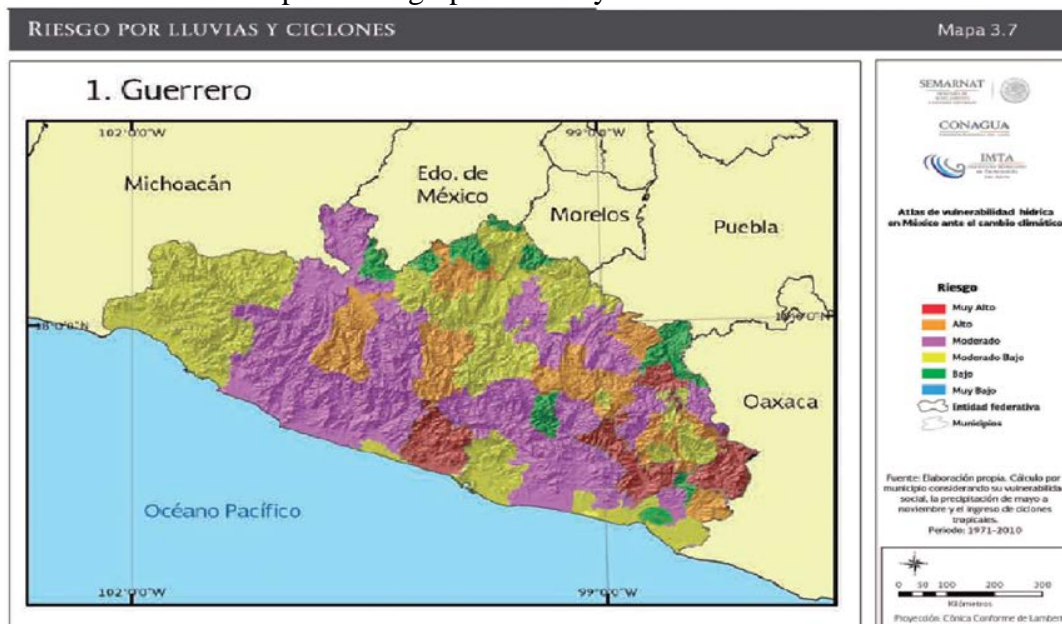 RIESGO POR LLUVIAS Y CICLONES
Mapa 3.7
1. Guerrero
102°0'0"W
99°0'0"W
Michoacán
Edo. de
México
Morelos
Puebla
18°0'0"N
18°0'0"N
Oaxaca
Océano Pacífico
102°0'0"W
99°0'0"W
SEMARNAT
CONAGUA
IMTA
Atlas de vulnerabilidad hídrica
en México ante el cambio climático
Riesgo
Muy Alto
Alto
Moderado
Moderado Bajo
Bajo
Muy Bajo
Entidad federativa
Municipios
Fuente: Elaboración propia. Cálculo por
municipio considerando su vulnerabilida
social, la precipitación de mayo a
noviembre y el ingreso de ciclones
tropicales.
Periodo: 1971-2010
0 50 100 200 300
Kilómetros
Proyección: Cónica Conforme de Lambert